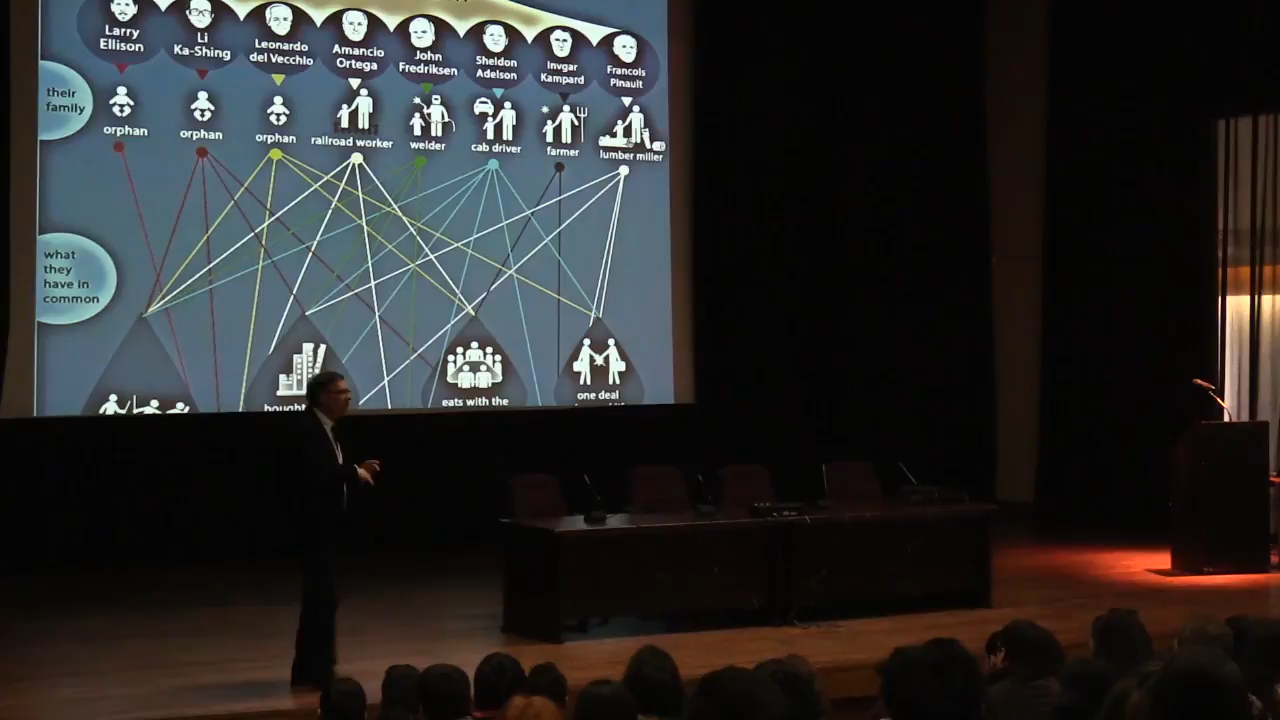 Larry
Ellison
Li
Ka-Shing
Leonardo
del Vecchio
Amancio
Ortega
John
Fredriksen
Sheldon
Adelson
Invgar
Kampard
Francois
Pinault
their
family
orphan
orphan
orphan
railroad worker
welder
cab driver
farmer
lumber miller
what
they
have in
common
bought
eats with the
one deal